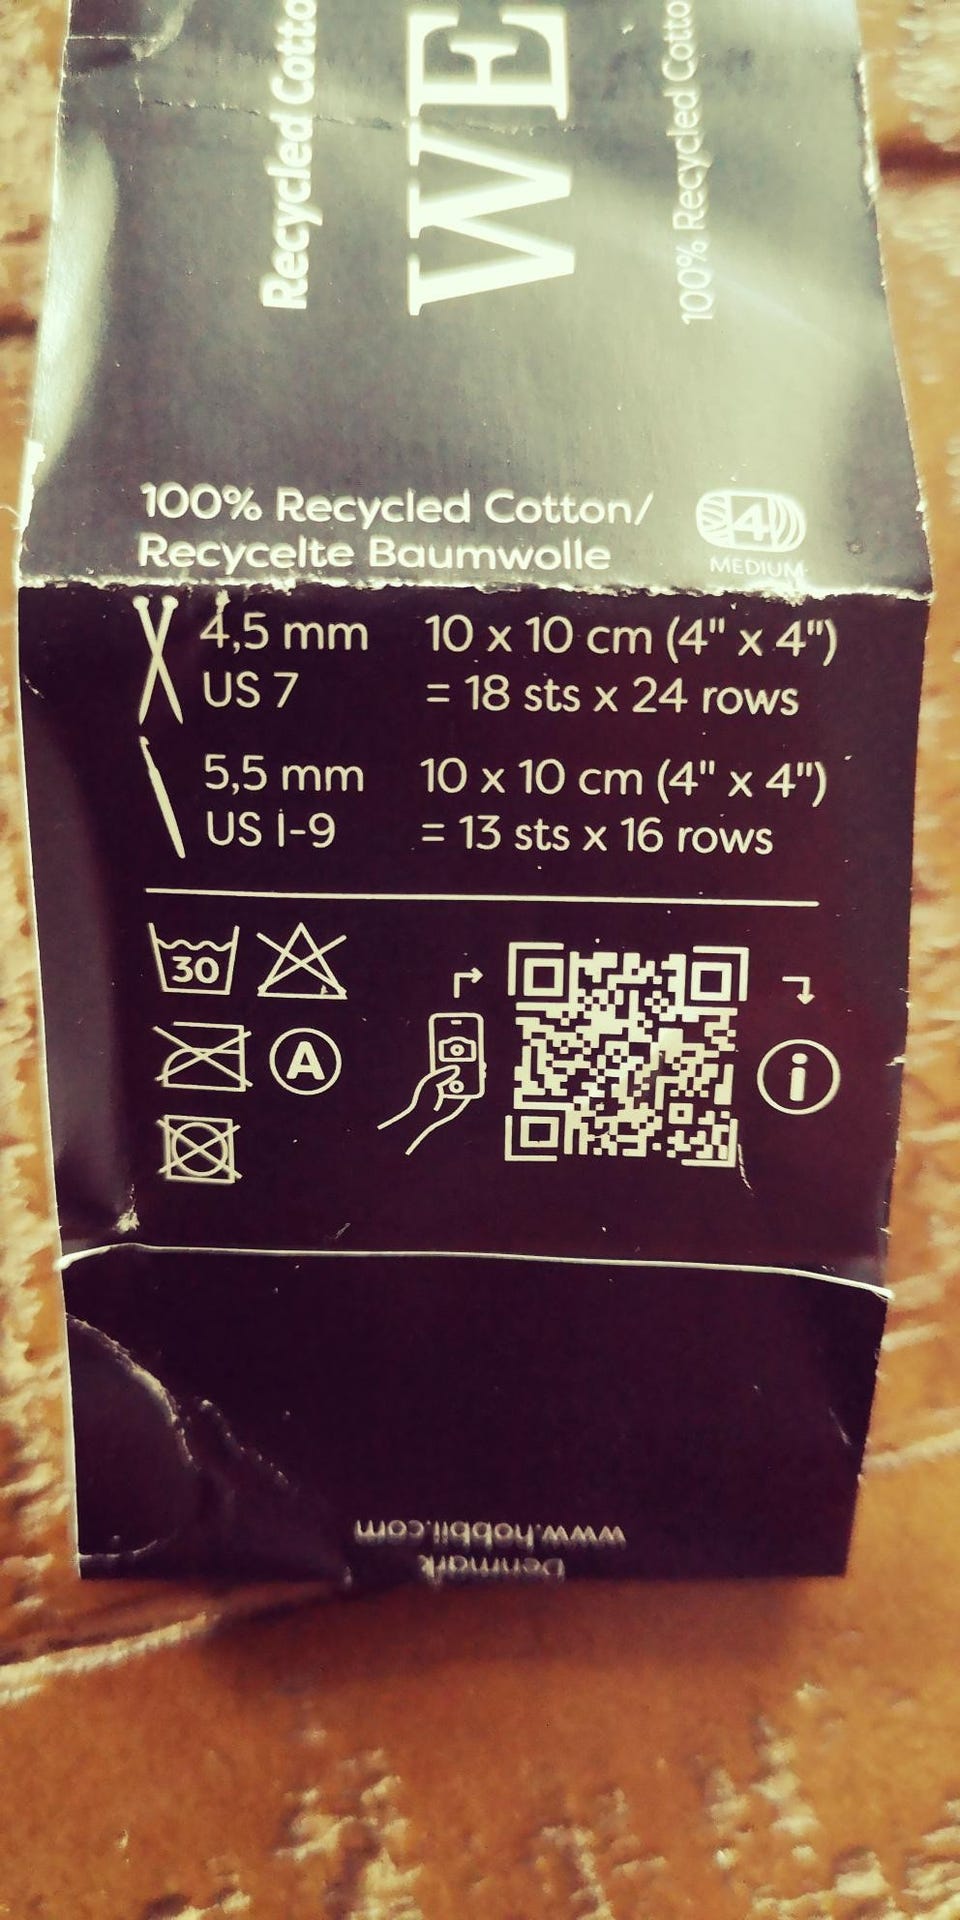 Recycled Cotto
WE
100% Recycled Cotto
100% Recycled Cotton/
Recycelte Baumwolle
4
MEDIUM
4,5 mm
US 7
10 x 10 cm (4" x 4")
= 18 sts x 24 rows
5,5 mm
US I-9
10 x 10 cm (4" x 4")
= 13 sts x 16 rows
30
A
i
www.hobbii.com
Denmark